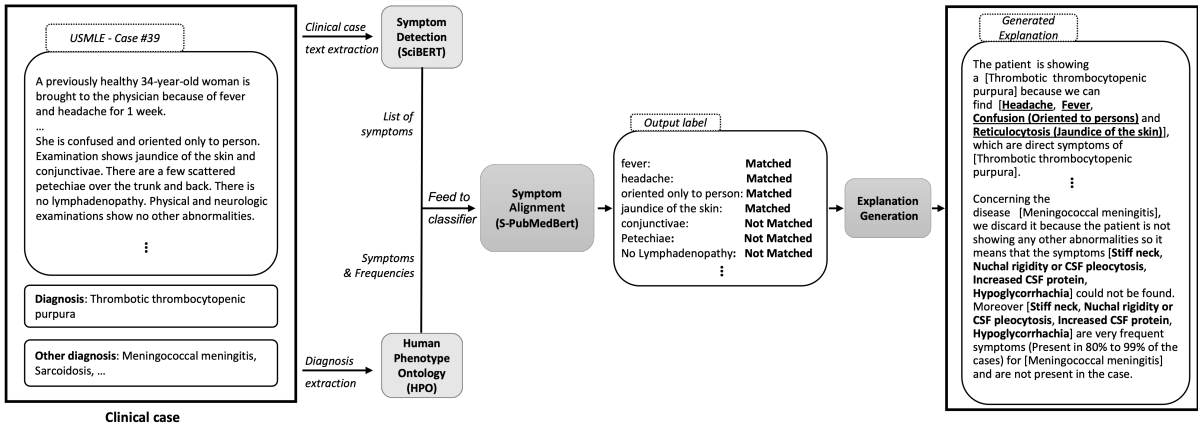 USMLE - Case #39
A previously healthy 34-year-old woman is
brought to the physician because of fever
and headache for 1 week.
...
She is confused and oriented only to person.
Examination shows jaundice of the skin and
conjunctivae. There are a few scattered
petechiae over the trunk and back. There is
no lymphadenopathy. Physical and neurologic
examinations show no other abnormalities.
Diagnosis: Thrombotic thrombocytopenic
purpura
Other diagnosis: Meningococcal meningitis,
Sarcoidosis, ...
Clinical case
Clinical case
text extraction
Symptom
Detection
(SciBERT)
List of
symptoms
Feed to
classifier
Symptoms
& Frequencies
Diagnosis
extraction
Human
Phenotype
Ontology
(HPO)
Symptom
Alignment
(S-PubMedBert)
Output label
fever: Matched
headache: Matched
oriented only to person: Matched
jaundice of the skin: Matched
conjunctivae: Not Matched
Petechiae: Not Matched
No Lymphadenopathy: Not Matched
Explanation
Generation
Generated
Explanation
The patient is showing
a [Thrombotic thrombocytopenic
purpura] because we can
find [Headache, Fever,
Confusion (Oriented to persons) and
Reticulocytosis (Jaundice of the skin)],
which are direct symptoms of
[Thrombotic thrombocytopenic
purpura].
Concerning the
disease [Meningococcal meningitis],
we discard it because the patient is not
showing any other abnormalities so it
means that the symptoms [Stiff neck,
Nuchal rigidity or CSF pleocytosis,
Increased CSF protein,
Hypoglycorrhachia] could not be found.
Moreover [Stiff neck, Nuchal rigidity or
CSF pleocytosis, Increased CSF protein,
Hypoglycorrhachia] are very frequent
symptoms (Present in 80% to 99% of the
cases) for [Meningococcal meningitis]
and are not present in the case.